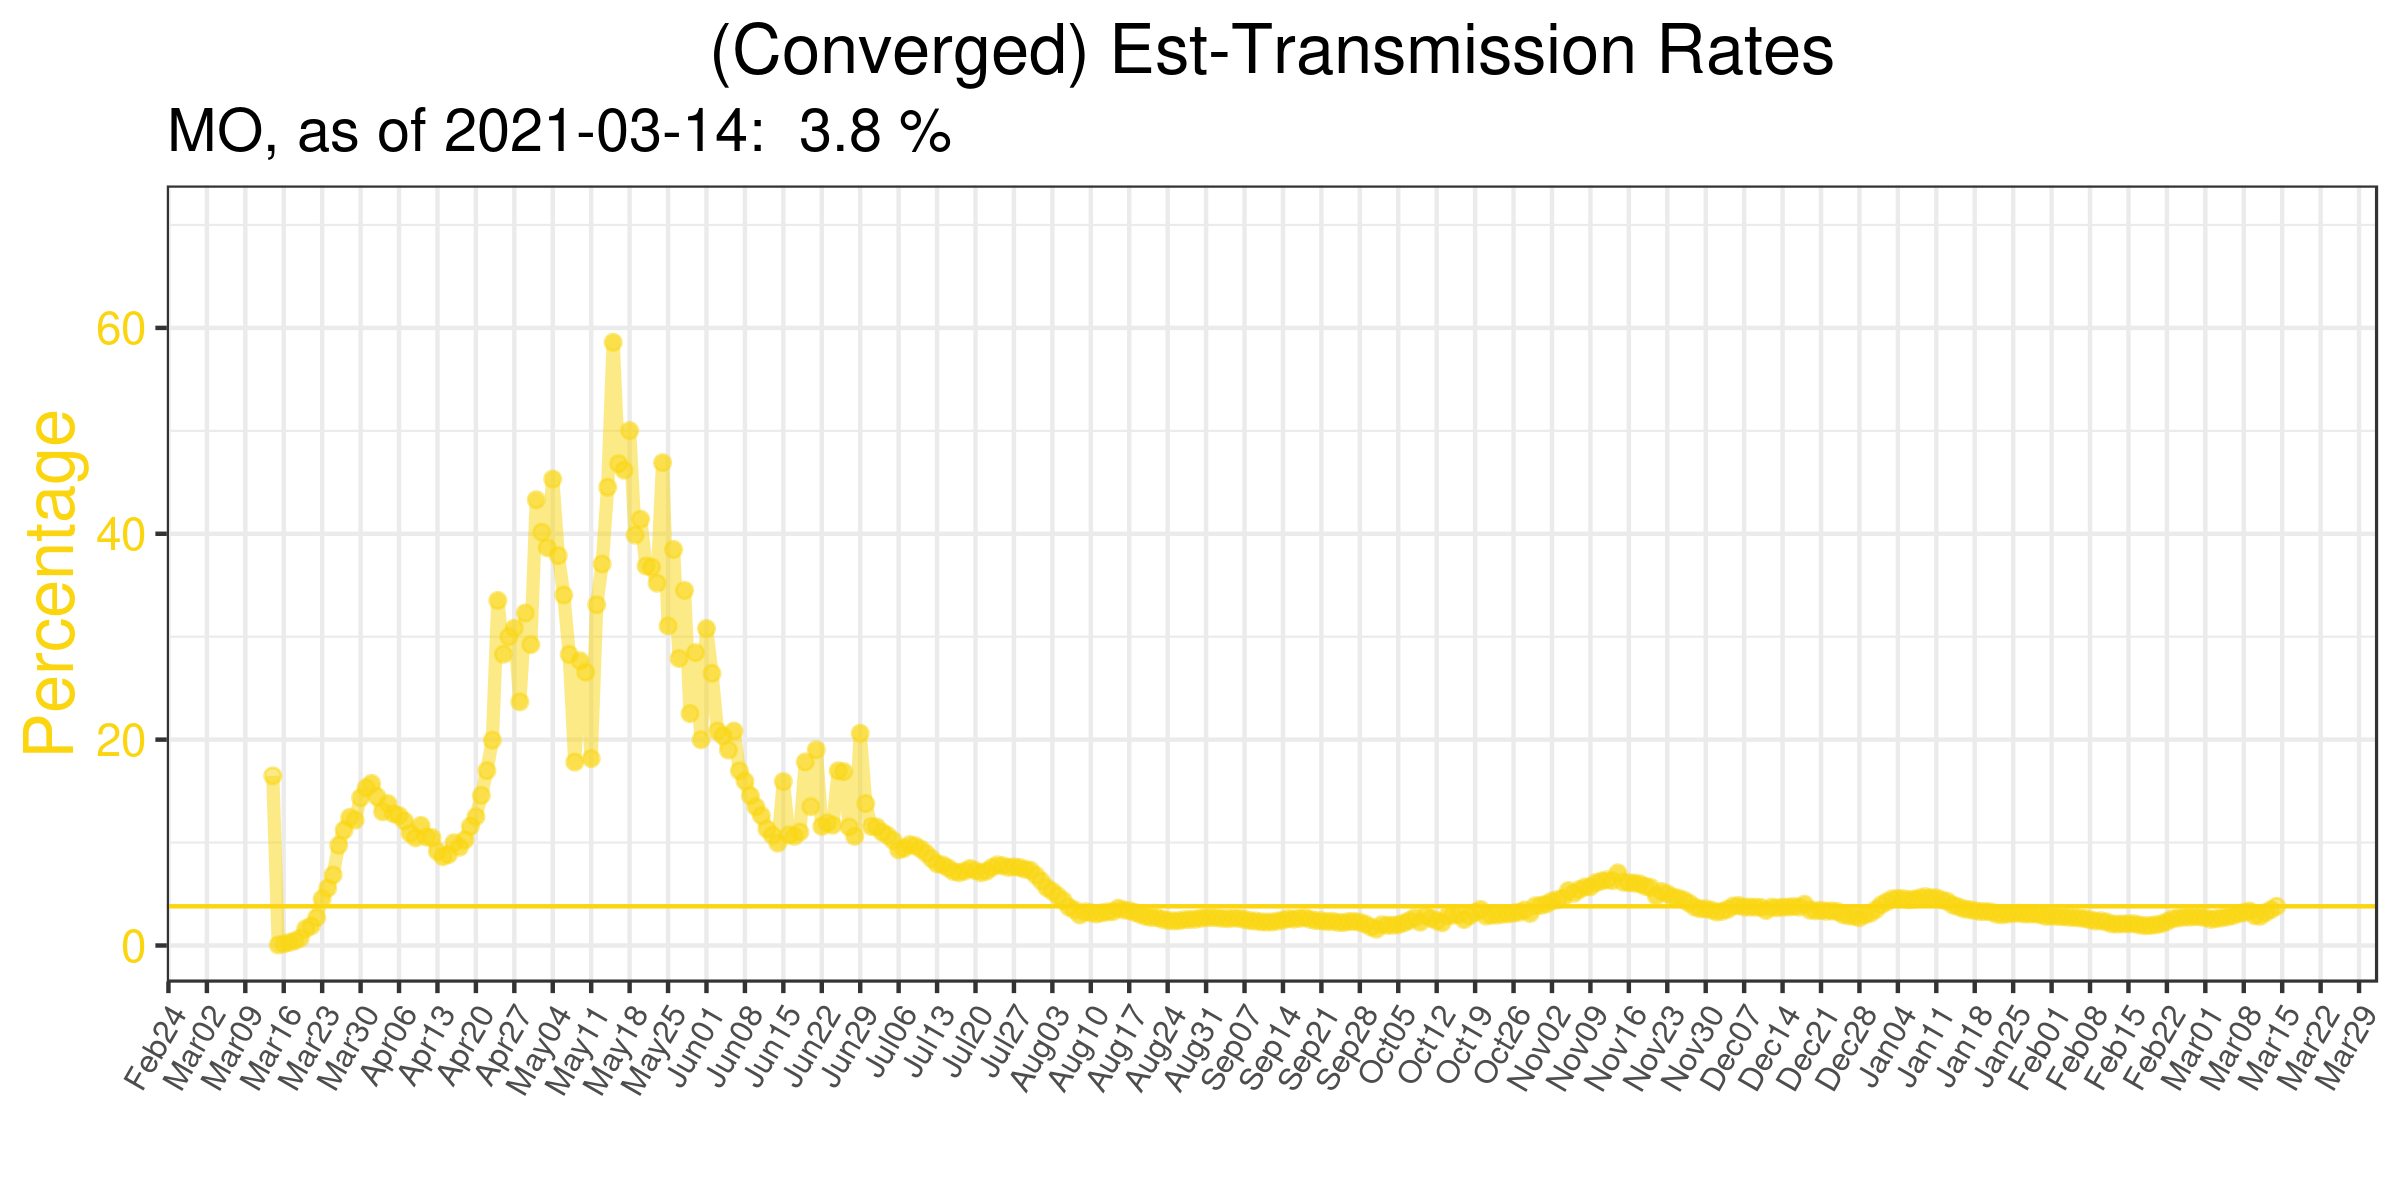 (Converged) Est-Transmission Rates
MO, as of 2021-03-14:  3.8 %
Percentage
60
40
20
0
Feb24 Mar02 Mar09 Mar16 Mar23 Mar30 Apr06 Apr13 Apr20 Apr27 May04 May11 May18 May25 Jun01 Jun08 Jun15 Jun22 Jun29 Jul06 Jul13 Jul20 Jul27 Aug03 Aug10 Aug17 Aug24 Aug31 Sep07 Sep14 Sep21 Sep28 Oct05 Oct12 Oct19 Oct26 Nov02 Nov09 Nov16 Nov23 Nov30 Dec07 Dec14 Dec21 Dec28 Jan04 Jan11 Jan18 Jan25 Feb01 Feb08 Feb15 Feb22 Mar01 Mar08 Mar15 Mar22 Mar29